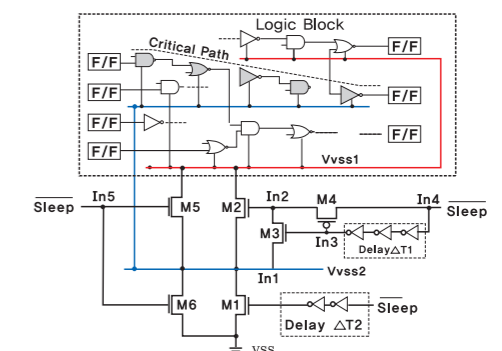 Logic Block
Critical Path
F/F
F/F
F/F
F/F
F/F
F/F
F/F
F/F
Vvss1
In5
Sleep
M5
M2
In2
M4
In4
Sleep
M3
In3
Delay△T1
In1
Vvss2
M6
M1
Sleep
Delay △T2
VSS